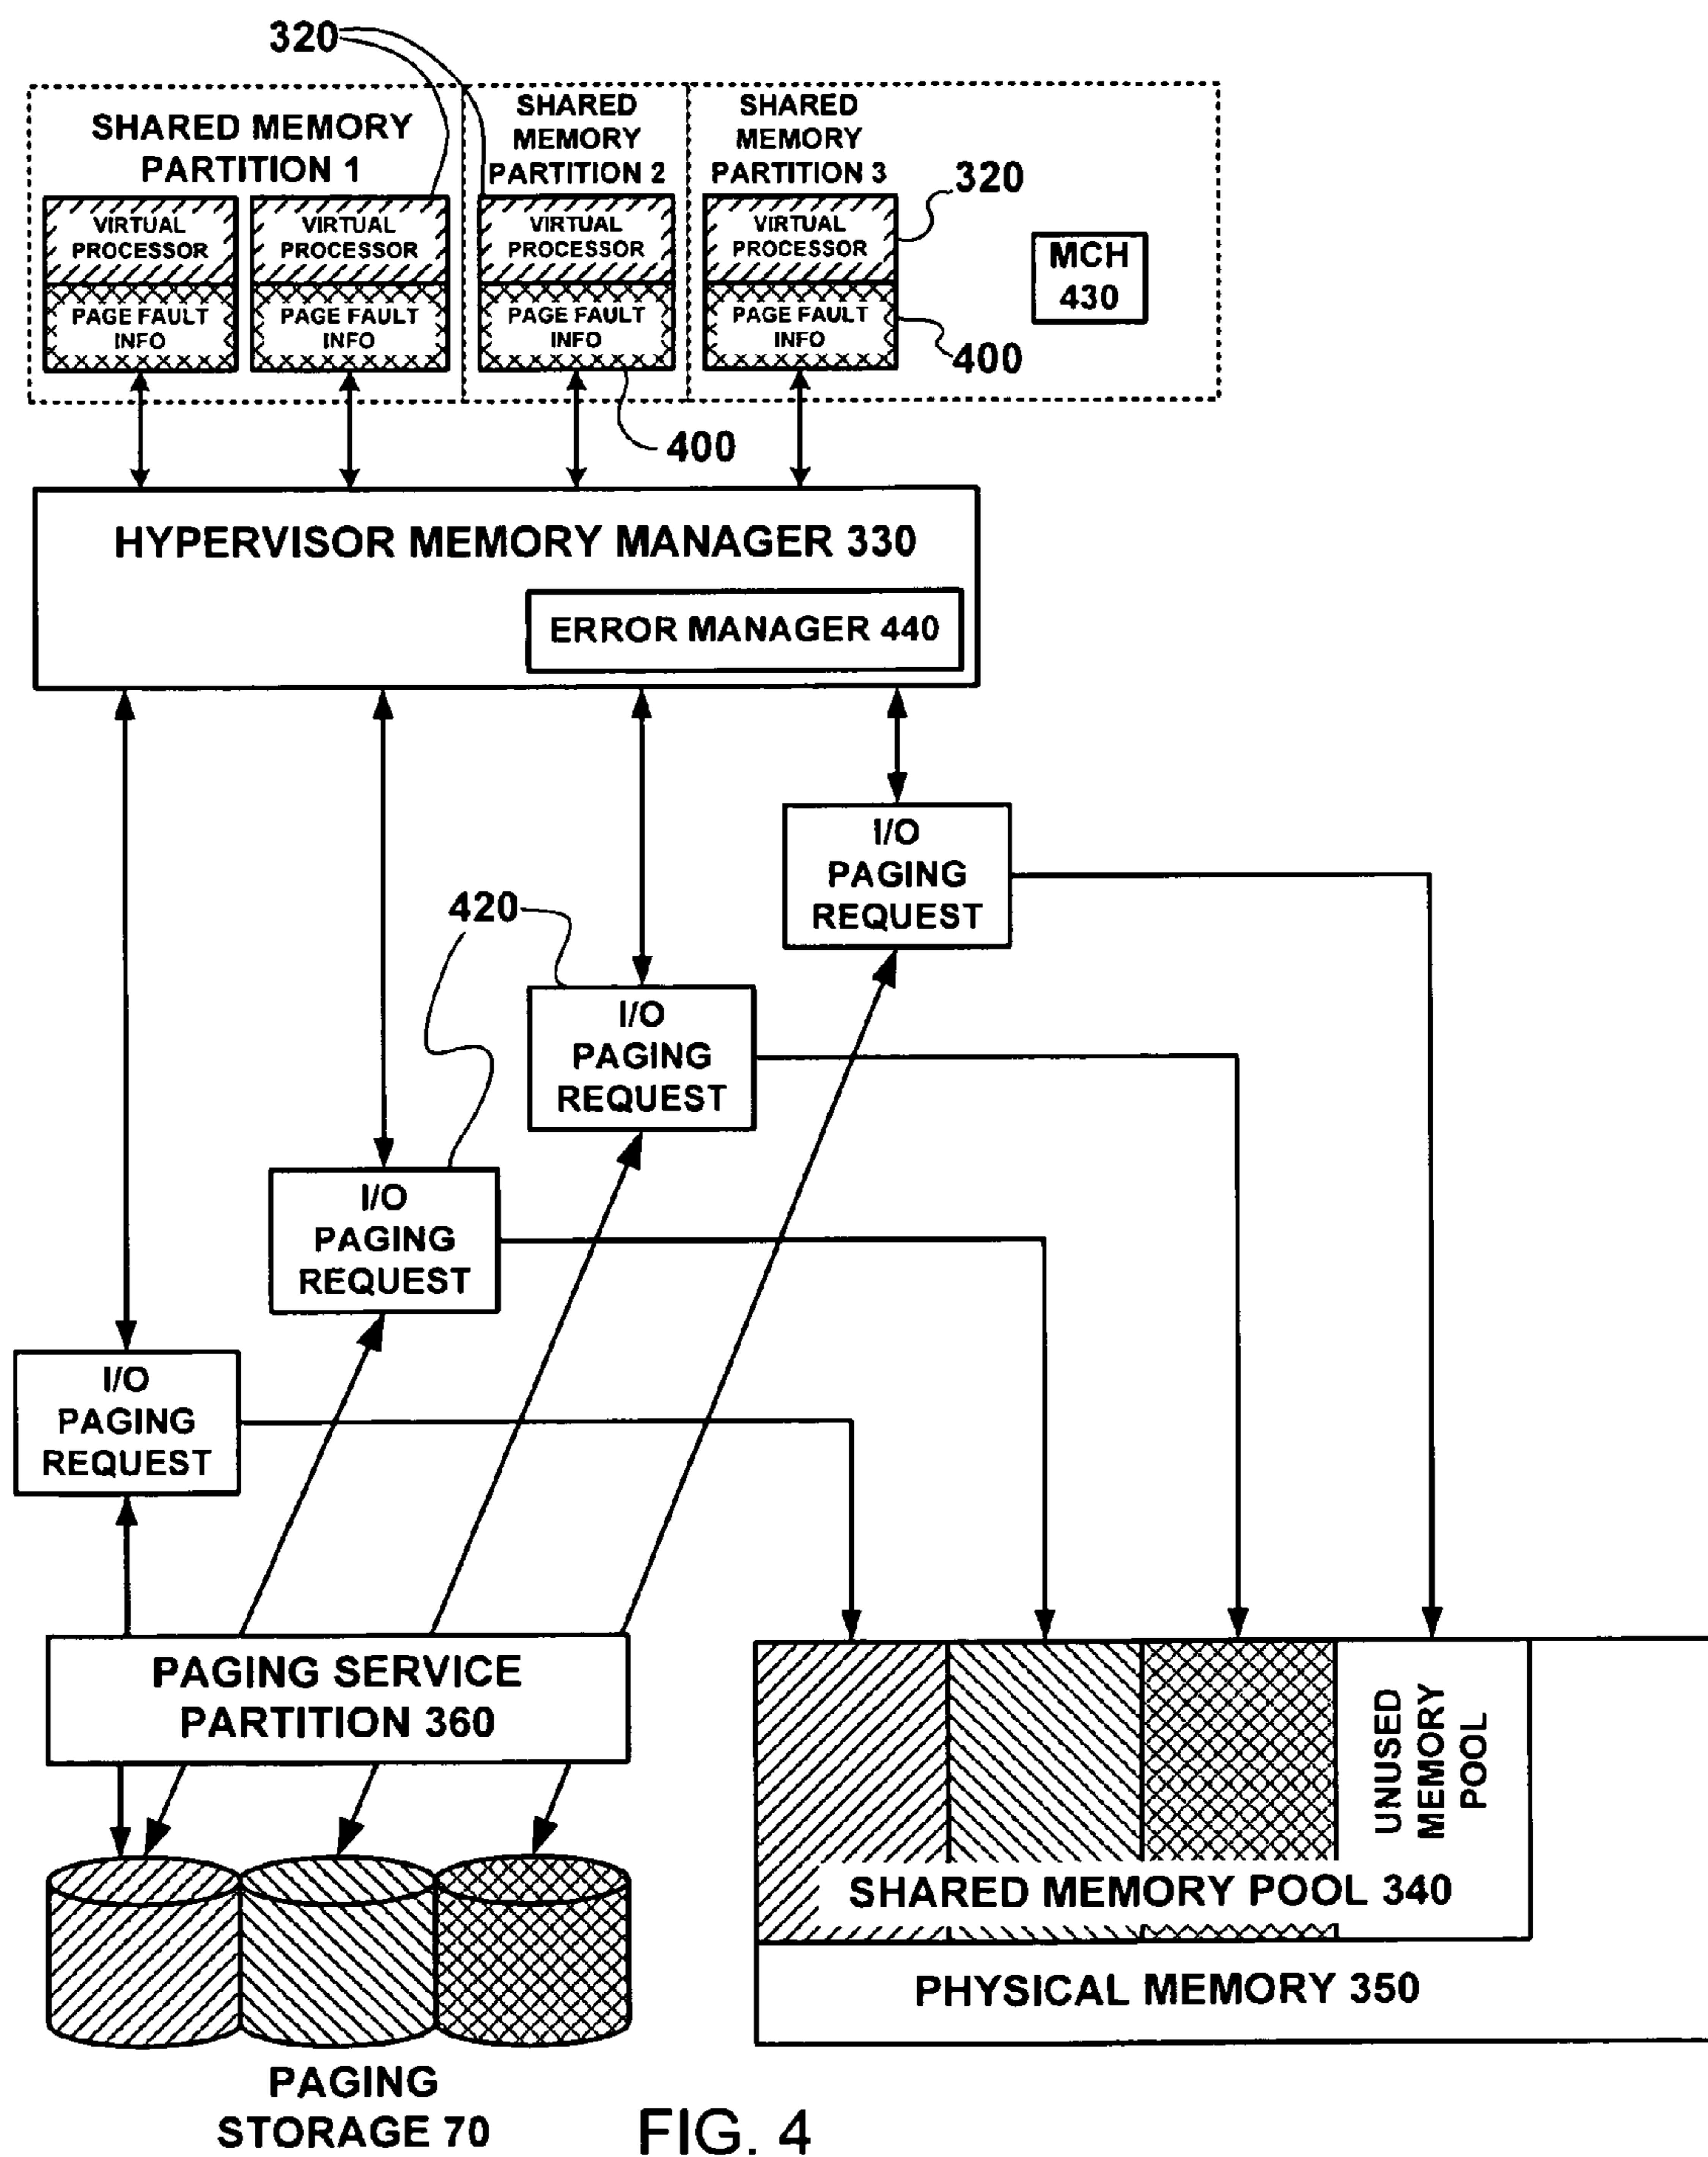 320
SHARED MEMORY
PARTITION 1
SHARED
MEMORY
PARTITION 2
SHARED
MEMORY
PARTITION 3
320
VIRTUAL
PROCESSOR
VIRTUAL
PROCESSOR
VIRTUAL
PROCESSOR
VIRTUAL
PROCESSOR
MCH
430
PAGE FAULT
INFO
PAGE FAULT
INFO
PAGE FAULT
INFO
PAGE FAULT
INFO
400
400
HYPERVISOR MEMORY MANAGER 330
ERROR MANAGER 440
I/O
PAGING
REQUEST
420
I/O
PAGING
REQUEST
I/O
PAGING
REQUEST
I/O
PAGING
REQUEST
PAGING SERVICE
PARTITION 360
UNUSED
MEMORY
POOL
SHARED MEMORY POOL 340
PHYSICAL MEMORY 350
PAGING
STORAGE 70
FIG. 4